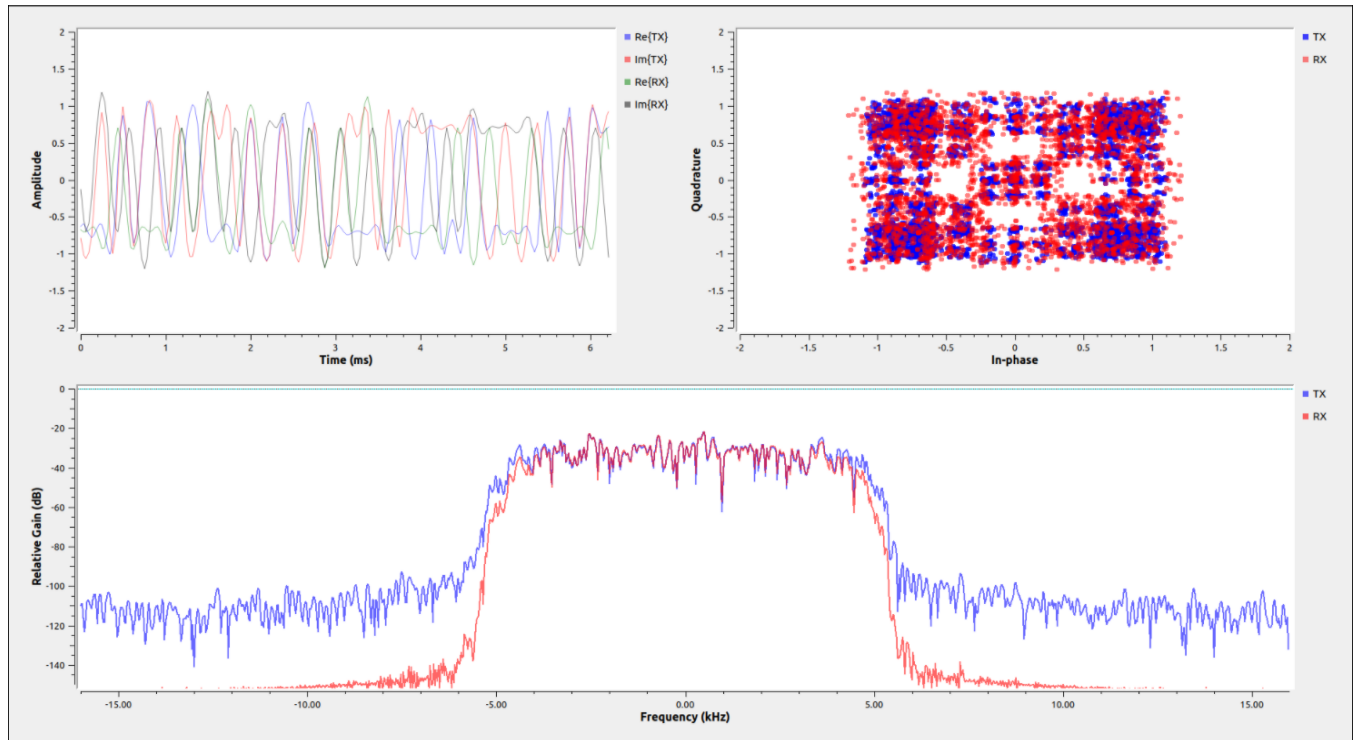 2
1.5
1
0.5
0
-0.5
-1
-1.5
-2
Amplitude
0 1 2 3 4 5 6
Time (ms)
Re{TX}
Im{TX}
Re{RX}
Im{RX}
2
1.5
1
0.5
0
-0.5
-1
-1.5
-2
Quadrature
-2 -1.5 -1 -0.5 0 0.5 1 1.5 2
In-phase
TX
RX
0
-20
-40
-60
-80
-100
-120
-140
Relative Gain (dB)
-15.00 -10.00 -5.00 0.00 5.00 10.00 15.00
Frequency (kHz)
TX
RX